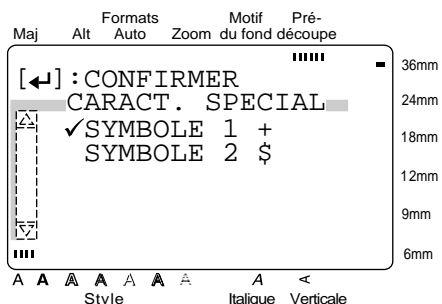 Formats Motif Pré-
Maj Alt Auto Zoom du fond découpe
36mm
[↵]:CONFIRMER
CARACT. SPECIAL
24mm
✓SYMBOLE 1 +
18mm
SYMBOLE 2 $
12mm
9mm
6mm
A A A A A A A A <
Style Italique Verticale